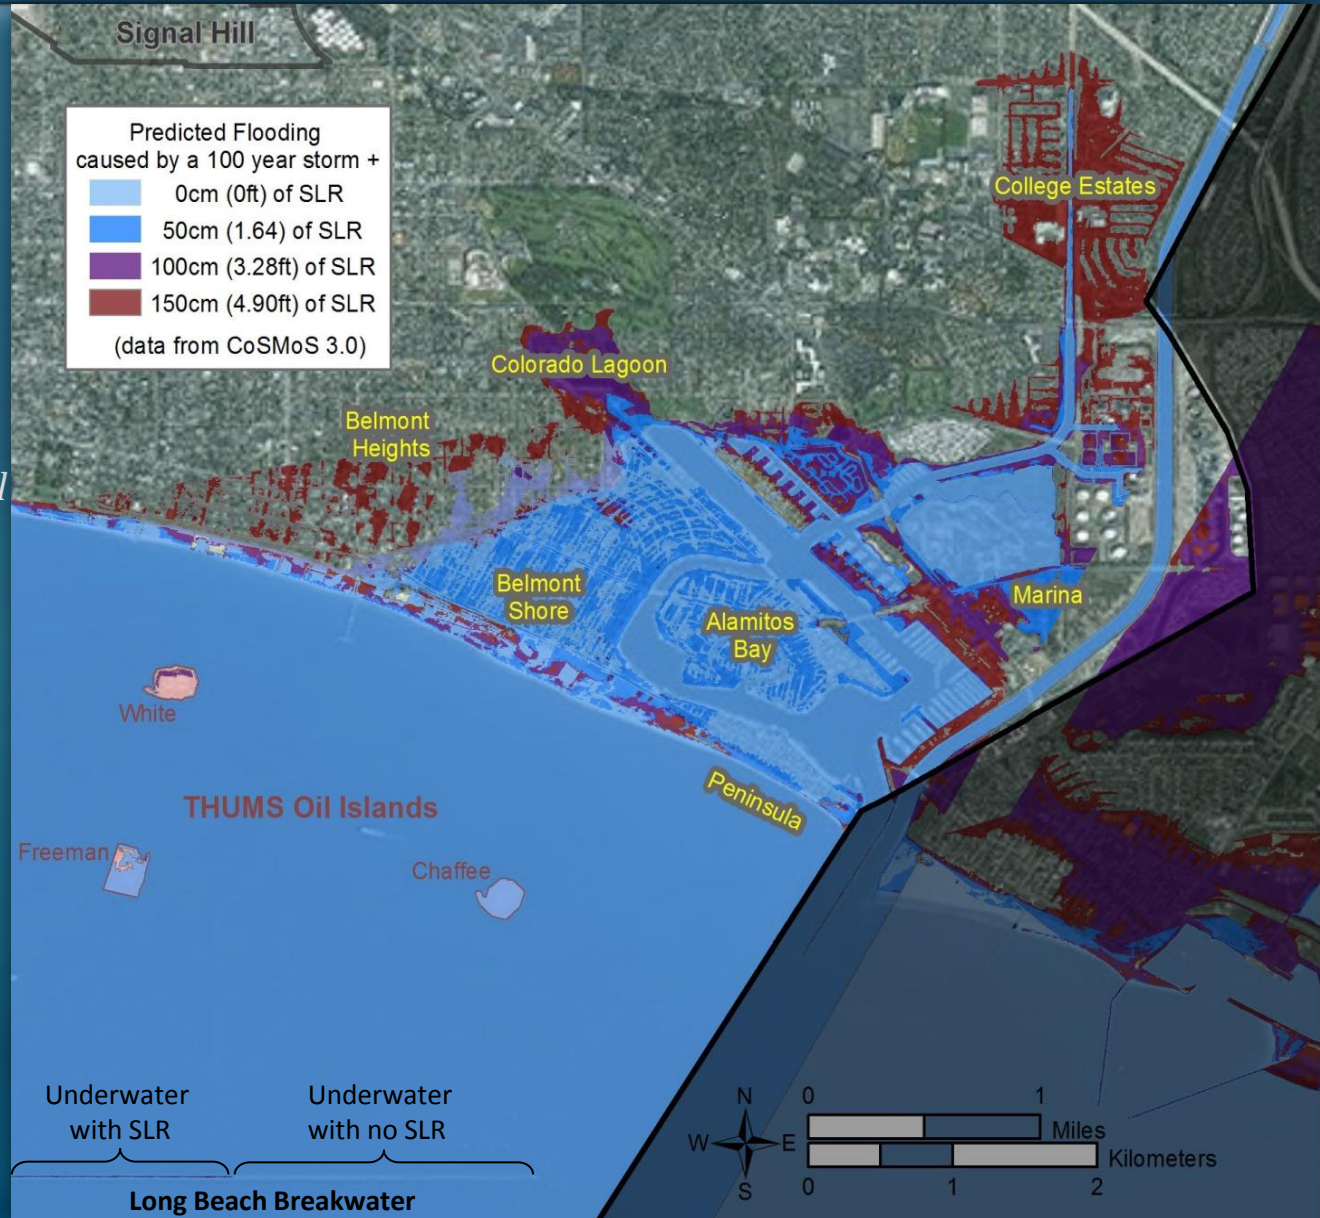 Signal Hill
Predicted Flooding
caused by a 100 year storm +
0cm (0ft) of SLR
50cm (1.64) of SLR
100cm (3.28ft) of SLR
150cm (4.90ft) of SLR
(data from CoSMoS 3.0)
College Estates
Colorado Lagoon
Belmont
Heights
l
Belmont
Shore
Alamitos
Bay
Marina
White
Peninsula
THUMS Oil Islands
Freeman
Chaffee
Underwater
with SLR
Underwater
with no SLR
Long Beach Breakwater
N
W E
S
0 1
Miles
Kilometers
0 1 2